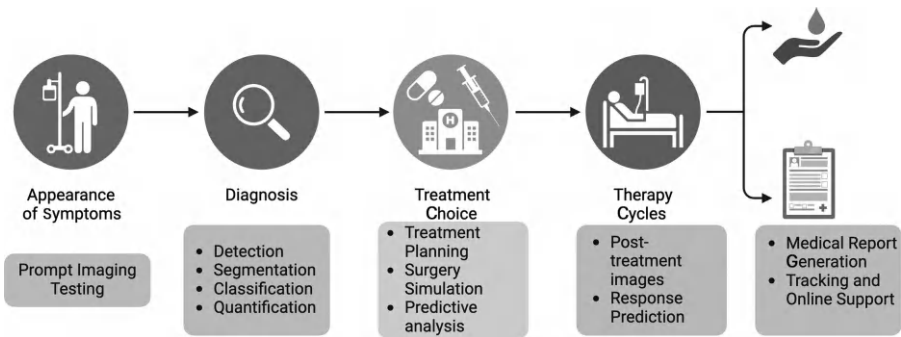 H
Appearance
of Symptoms
Diagnosis
Treatment
Choice
Therapy
Cycles
Prompt Imaging
Testing
• Detection
• Segmentation
• Classification
• Quantification
• Treatment
Planning
• Surgery
Simulation
• Predictive
analysis
• Post-
treatment
images
• Response
Prediction
• Medical Report
Generation
• Tracking and
Online Support